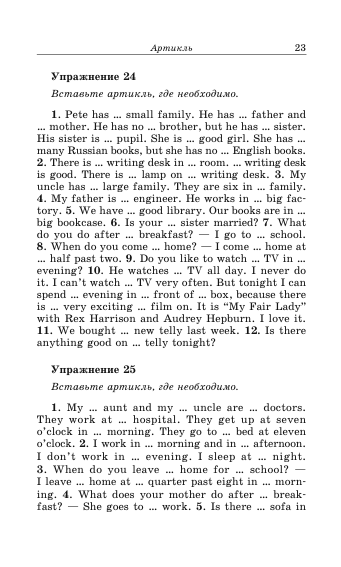 Артикль 23
Упражнение 24
Вставьте артикль, где необходимо.
1. Pete has ... small family. He has ... father and
... mother. He has no ... brother, but he has ... sister.
His sister is ... pupil. She is ... good girl. She has ...
many Russian books, but she has no ... English books.
2. There is ... writing desk in ... room. ... writing desk
is good. There is ... lamp on ... writing desk. 3. My
uncle has ... large family. They are six in ... family.
4. My father is ... engineer. He works in ... big fac-
tory. 5. We have ... good library. Our books are in ...
big bookcase. 6. Is your ... sister married? 7. What
do you do after ... breakfast? — I go to ... school.
8. When do you come ... home? — I come ... home at
... half past two. 9. Do you like to watch ... TV in ...
evening? 10. He watches ... TV all day. I never do
it. I can't watch ... TV very often. But tonight I can
spend ... evening in ... front of ... box, because there
is ... very exciting ... film on. It is “My Fair Lady”
with Rex Harrison and Audrey Hepburn. I love it.
11. We bought ... new telly last week. 12. Is there
anything good on ... telly tonight?
Упражнение 25
Вставьте артикль, где необходимо.
1. My ... aunt and my ... uncle are ... doctors.
They work at ... hospital. They get up at seven
o'clock in ... morning. They go to ... bed at eleven
o'clock. 2. I work in ... morning and in ... afternoon.
I don't work in ... evening. I sleep at ... night.
3. When do you leave ... home for ... school? —
I leave ... home at ... quarter past eight in ... morn-
ing. 4. What does your mother do after ... break-
fast? — She goes to ... work. 5. Is there ... sofa in